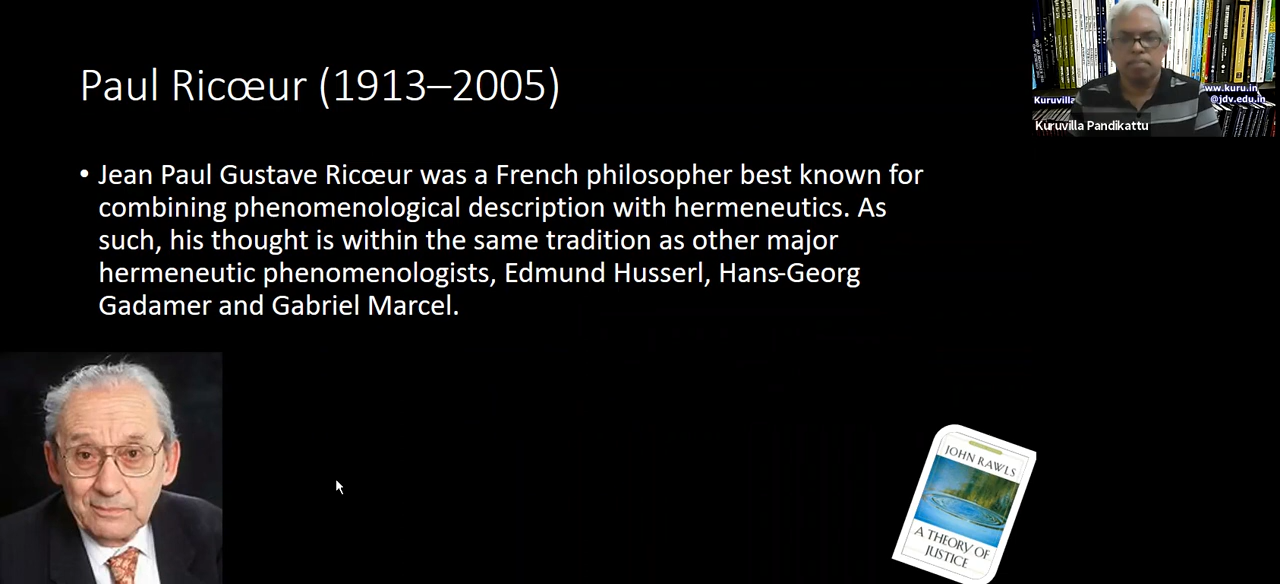 Paul Ricœur (1913–2005)
• Jean Paul Gustave Ricœur was a French philosopher best known for
combining phenomenological description with hermeneutics. As
such, his thought is within the same tradition as other major
hermeneutic phenomenologists, Edmund Husserl, Hans-Georg
Gadamer and Gabriel Marcel.
Kuruvilla
ww.kuru.in
@jdv.edu.in
Kuruvilla Pandikattu
JOHN RAWLS
A THEORY OF
JUSTICE